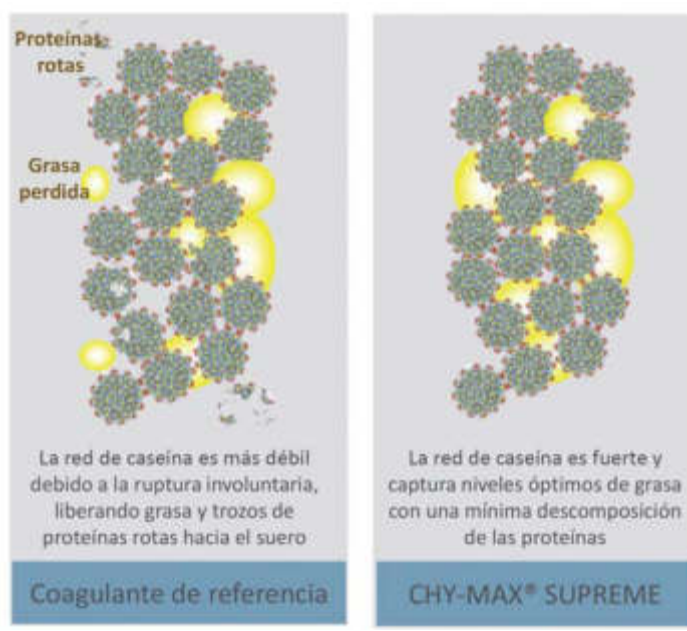 Proteínas
rotas
Grasa
perdida
La red de caseína es más débil
debido a la ruptura involuntaria,
liberando grasa y trozos de
proteínas rotas hacia el suero
Coagulante de referencia
La red de caseína es fuerte y
captura niveles óptimos de grasa
con una mínima descomposición
de las proteínas
CHY-MAX® SUPREME